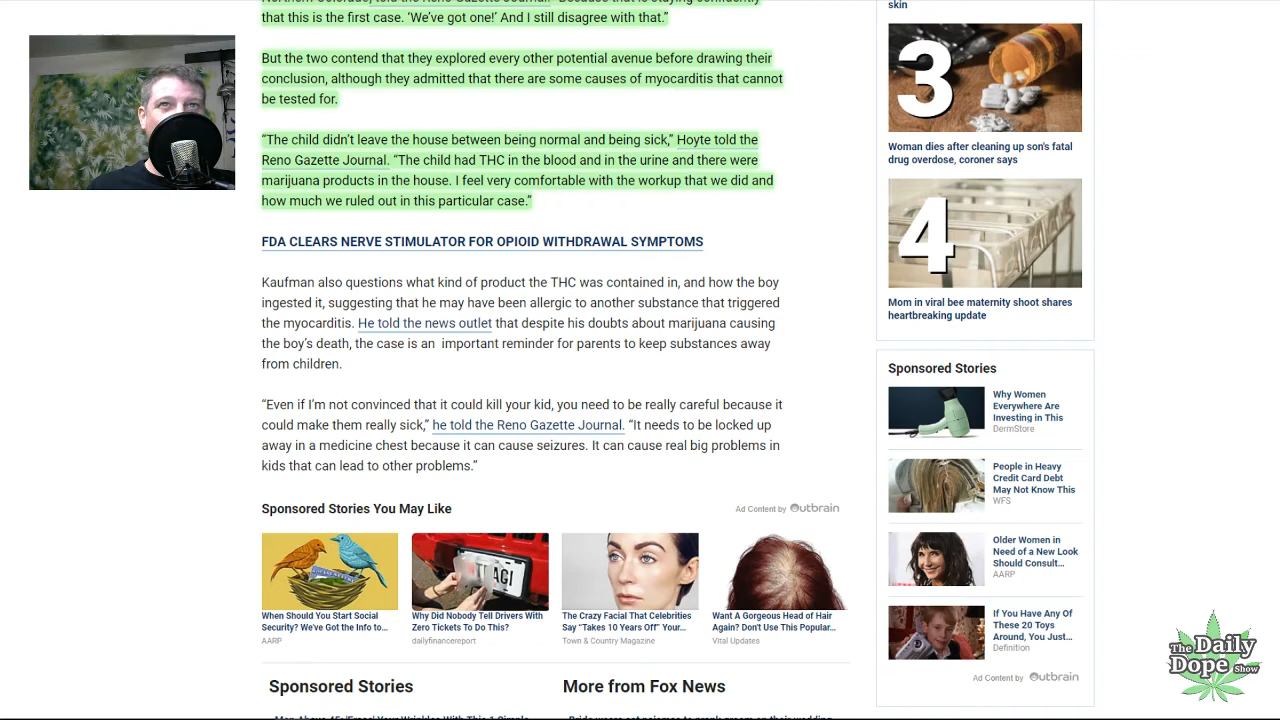 that this is the first case. ‘We’ve got one!’ And I still disagree with that.”
But the two contend that they explored every other potential avenue before drawing their
conclusion, although they admitted that there are some causes of myocarditis that cannot
be tested for.
“The child didn’t leave the house between being normal and being sick,” Hoyte told the
Reno Gazette Journal. “The child had THC in the blood and in the urine and there were
marijuana products in the house. I feel very comfortable with the workup that we did and
how much we ruled out in this particular case.”
FDA CLEARS NERVE STIMULATOR FOR OPIOID WITHDRAWAL SYMPTOMS
Kaufman also questions what kind of product the THC was contained in, and how the boy
ingested it, suggesting that he may have been allergic to another substance that triggered
the myocarditis. He told the news outlet that despite his doubts about marijuana causing
the boy’s death, the case is an important reminder for parents to keep substances away
from children.
“Even if I’m not convinced that it could kill your kid, you need to be really careful because it
could make them really sick,” he told the Reno Gazette Journal. “It needs to be locked up
away in a medicine chest because it can cause seizures. It can cause real big problems in
kids that can lead to other problems.”
Sponsored Stories You May Like
Ad Content by Outbrain
When Should You Start Social
Security? We've Got the Info to...
AARP
Why Did Nobody Tell Drivers With
Zero Tickets To Do This?
dailyfinancereport
The Crazy Facial That Celebrities
Say “Takes 10 Years Off” Your...
Town & Country Magazine
Want A Gorgeous Head of Hair
Again? Don't Use This Popular...
Vital Updates
Sponsored Stories
More from Fox News
skin
3
Woman dies after cleaning up son's fatal
drug overdose, coroner says
4
Mom in viral bee maternity shoot shares
heartbreaking update
Sponsored Stories
Why Women
Everywhere Are
Investing in This
DermStore
People in Heavy
Credit Card Debt
May Not Know This
WFS
Older Women in
Need of a New Look
Should Consult...
AARP
If You Have Any Of
These 20 Toys
Around, You Just...
Definition
Ad Content by Outbrain
The Daily
Dope Show